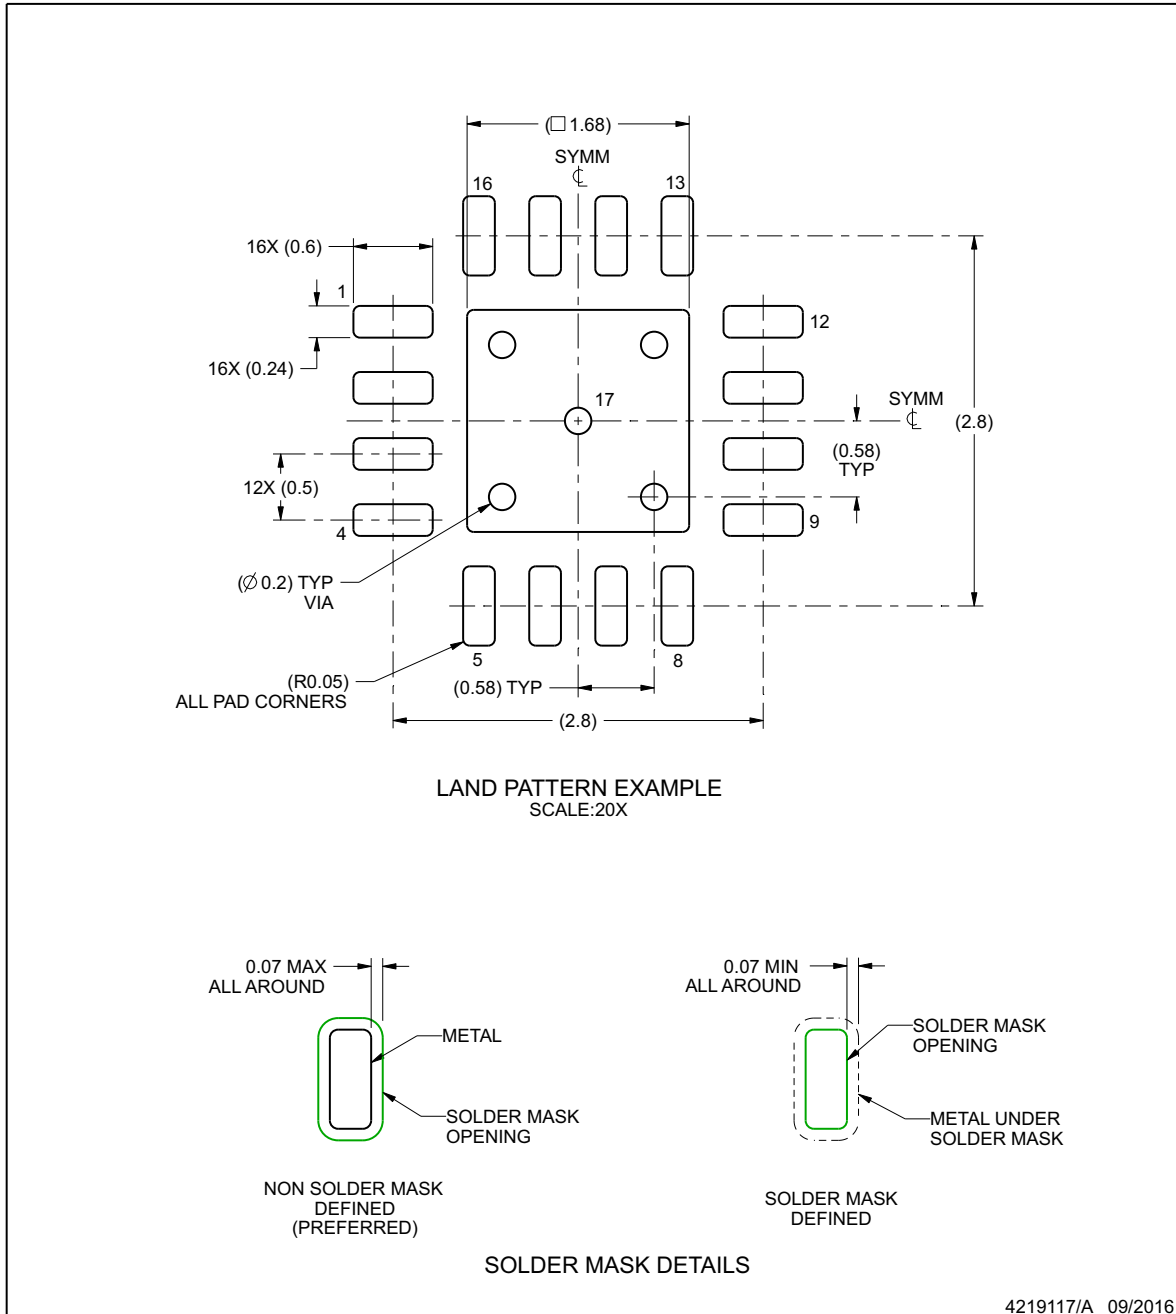 (□ 1.68)
SYMM
℄
16
13
16X (0.6)
1
12
16X (0.24)
17
SYMM
℄
(2.8)
(0.58)
TYP
12X (0.5)
4
9
(Ø 0.2) TYP
VIA
5
8
(R0.05)
ALL PAD CORNERS
(0.58) TYP
(2.8)
LAND PATTERN EXAMPLE
SCALE:20X
0.07 MAX
ALL AROUND
METAL
SOLDER MASK
OPENING
NON SOLDER MASK
DEFINED
(PREFERRED)
0.07 MIN
ALL AROUND
SOLDER MASK
OPENING
METAL UNDER
SOLDER MASK
SOLDER MASK
DEFINED
SOLDER MASK DETAILS
4219117/A 09/2016